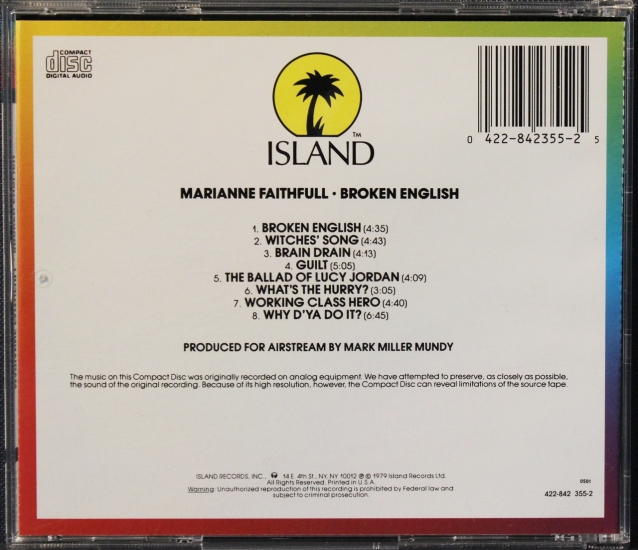 COMPACT
disc
DIGITAL AUDIO
TM
ISLAND
0 422-842355-2 5
MARIANNE FAITHFULL · BROKEN ENGLISH
1. BROKEN ENGLISH (4:35)
2. WITCHES' SONG (4:43)
3. BRAIN DRAIN (4:13)
4. GUILT (5:05)
5. THE BALLAD OF LUCY JORDAN (4:09)
6. WHAT'S THE HURRY? (3:05)
7. WORKING CLASS HERO (4:40)
8. WHY D'YA DO IT? (6:45)
PRODUCED FOR AIRSTREAM BY MARK MILLER MUNDY
The music on this Compact Disc was originally recorded on analog equipment. We have attempted to preserve, as closely as possible,
the sound of the original recording. Because of its high resolution, however, the Compact Disc can reveal limitations of the source tape.
ISLAND RECORDS, INC., 14 E. 4th St., NY, NY 10012 ℗ © 1979 Island Records Ltd.
All Rights Reserved. Printed in U.S.A.
Warning: Unauthorized reproduction of this recording is prohibited by Federal law and
subject to criminal prosecution.
0501
422-842 355-2